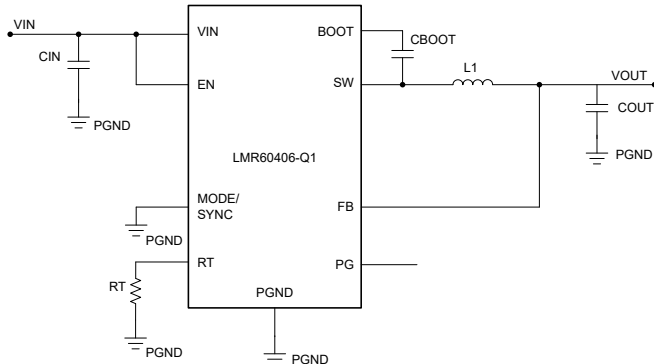 VIN
CIN
PGND
VIN
BOOT
CBOOT
EN
SW
L1
VOUT
COUT
PGND
LMR60406-Q1
MODE/
SYNC
FB
PGND
RT
PG
RT
PGND
PGND
PGND